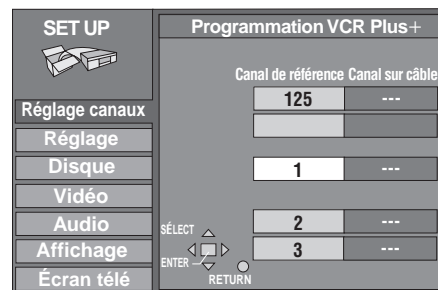 SET UP
Programmation VCR Plus+
Canal de référence Canal sur câble
125 ---
Réglage canaux
Réglage
Disque
1 ---
Vidéo
Audio
SÉLECT
2 ---
Affichage
3 ---
ENTER
RETURN
Écran télé